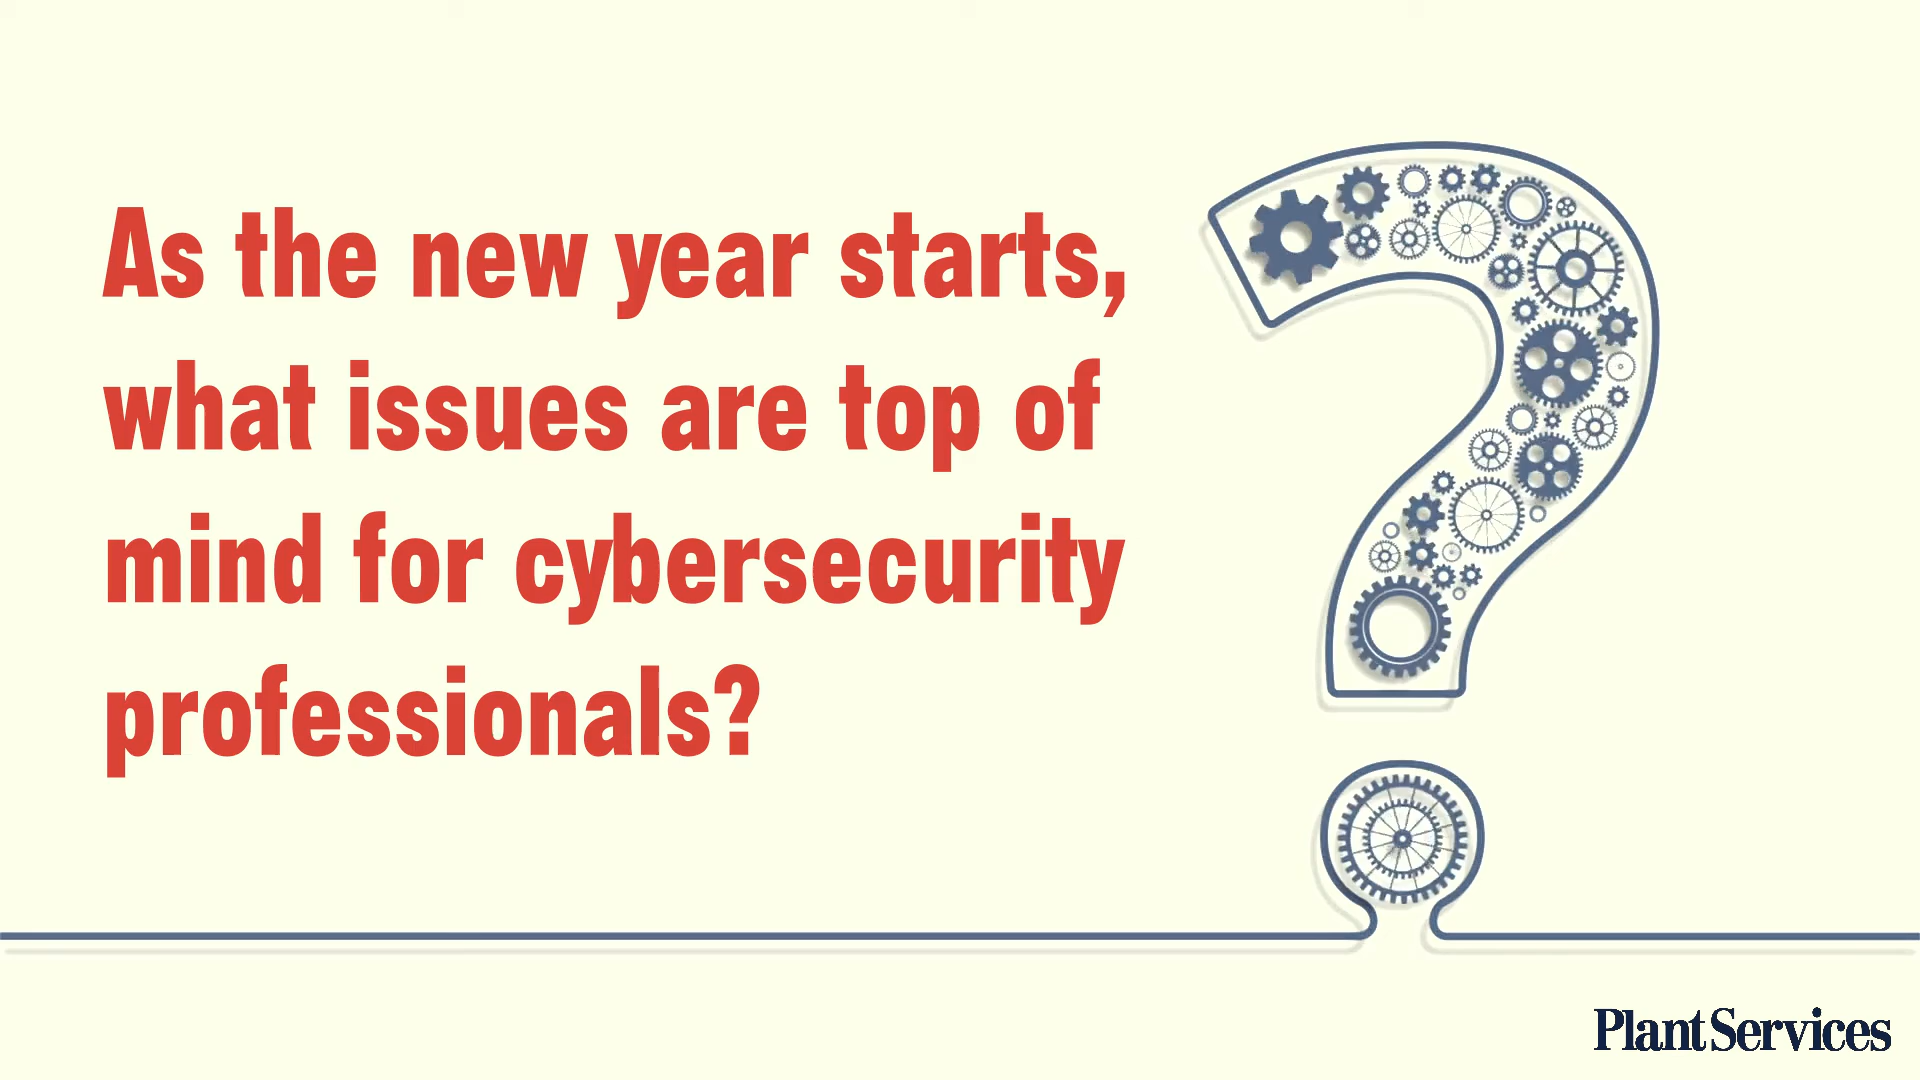 As the new year starts,
what issues are top of
mind for cybersecurity
professionals?
PlantServices